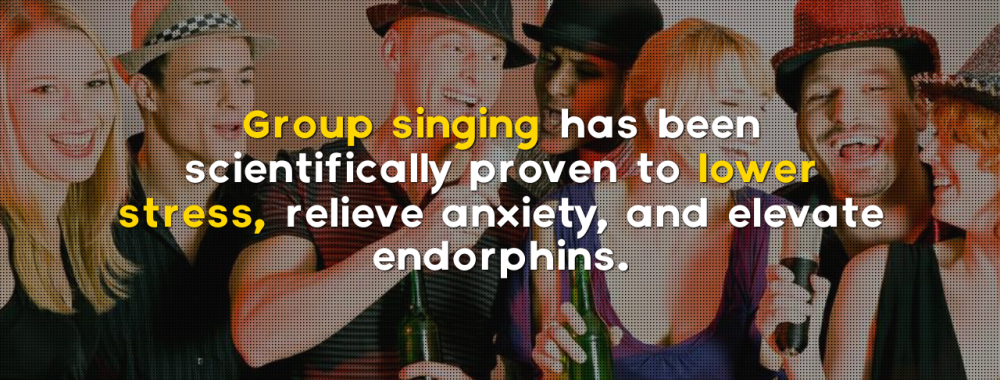 Group singing has been
scientifically proven to lower
stress, relieve anxiety, and elevate
endorphins.